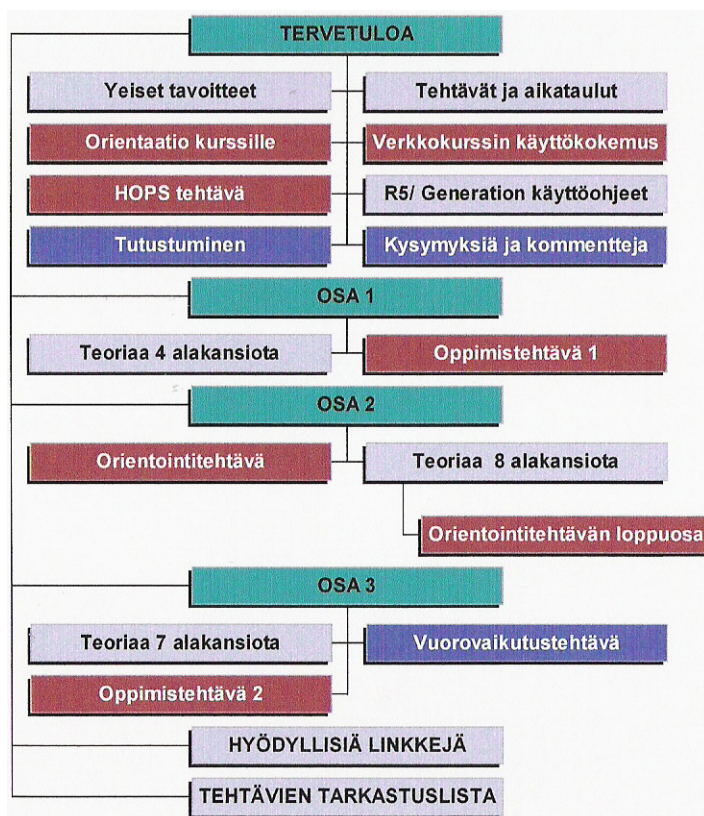 TERVETULOA
Yeiset tavoitteet
Tehtävät ja aikataulut
Orientaatio kurssille
Verkkokurssin käyttökokemus
HOPS tehtävä
R5/ Generation käyttöohjeet
Tutustuminen
Kysymyksiä ja kommentteja
OSA 1
Teoriaa 4 alakansiota
Oppimistehtävä 1
OSA 2
Orientointitehtävä
Teoriaa 8 alakansiota
Orientointitehtävän loppuosa
OSA 3
Teoriaa 7 alakansiota
Vuorovaikutustehtävä
Oppimistehtävä 2
HYÖDYLLISIÄ LINKKEJÄ
TEHTÄVIEN TARKASTUSLISTA